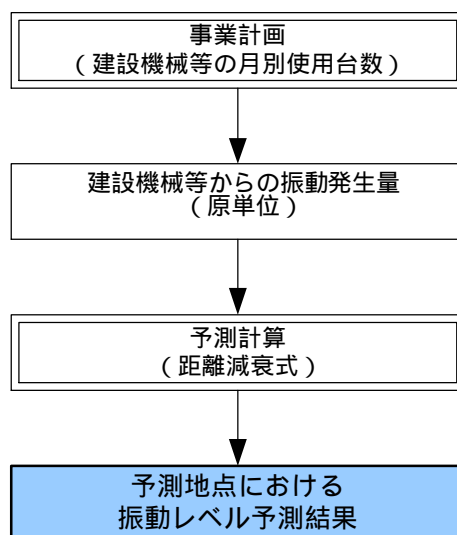 事業計画
（建設機械等の月別使用台数）
建設機械等からの振動発生量
（原単位）
予測計算
（距離減衰式）
予測地点における
振動レベル予測結果